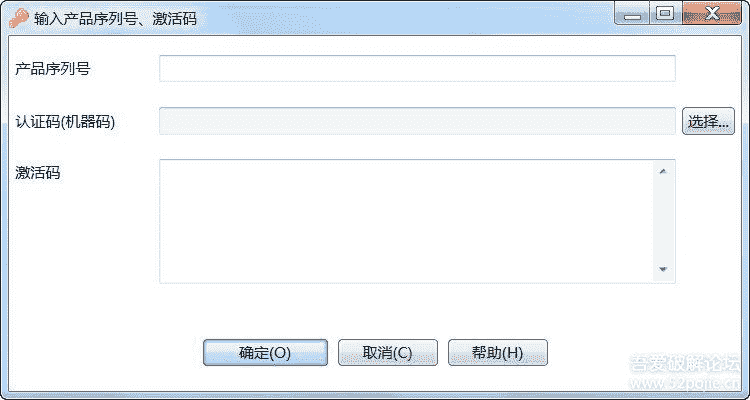 输入产品序列号、激活码
产品序列号
认证码(机器码)
选择...
激活码
确定(O)
取消(C)
帮助(H)
吾爱破解论坛
www.52pojie.cn